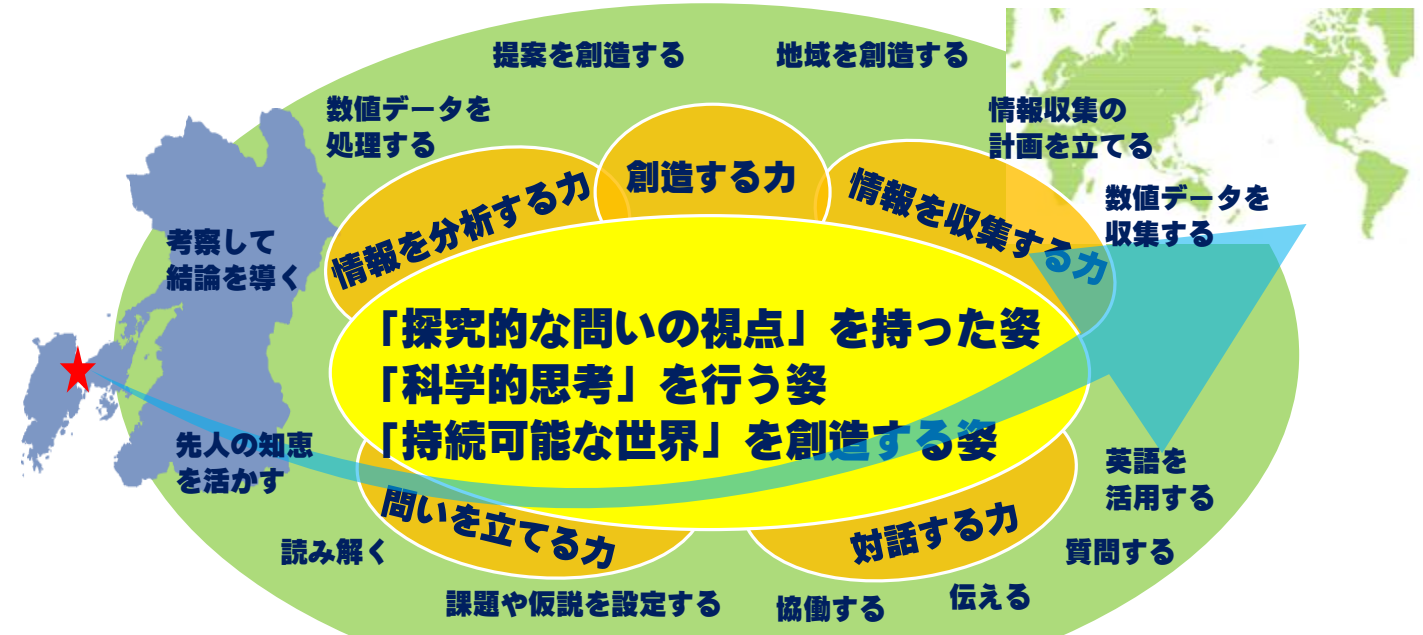 提案を創造する
地域を創造する
数値データを
処理する
情報収集の
計画を立てる
創造する力
情報を分析する力
情報を収集する力
数値データを
収集する
考察して
結論を導く
「探究的な問いの視点」を持った姿
「科学的思考」を行う姿
「持続可能な世界」を創造する姿
先人の知恵
を活かす
英語を
活用する
問いを立てる力
対話する力
読み解く
質問する
課題や仮説を設定する
協働する
伝える